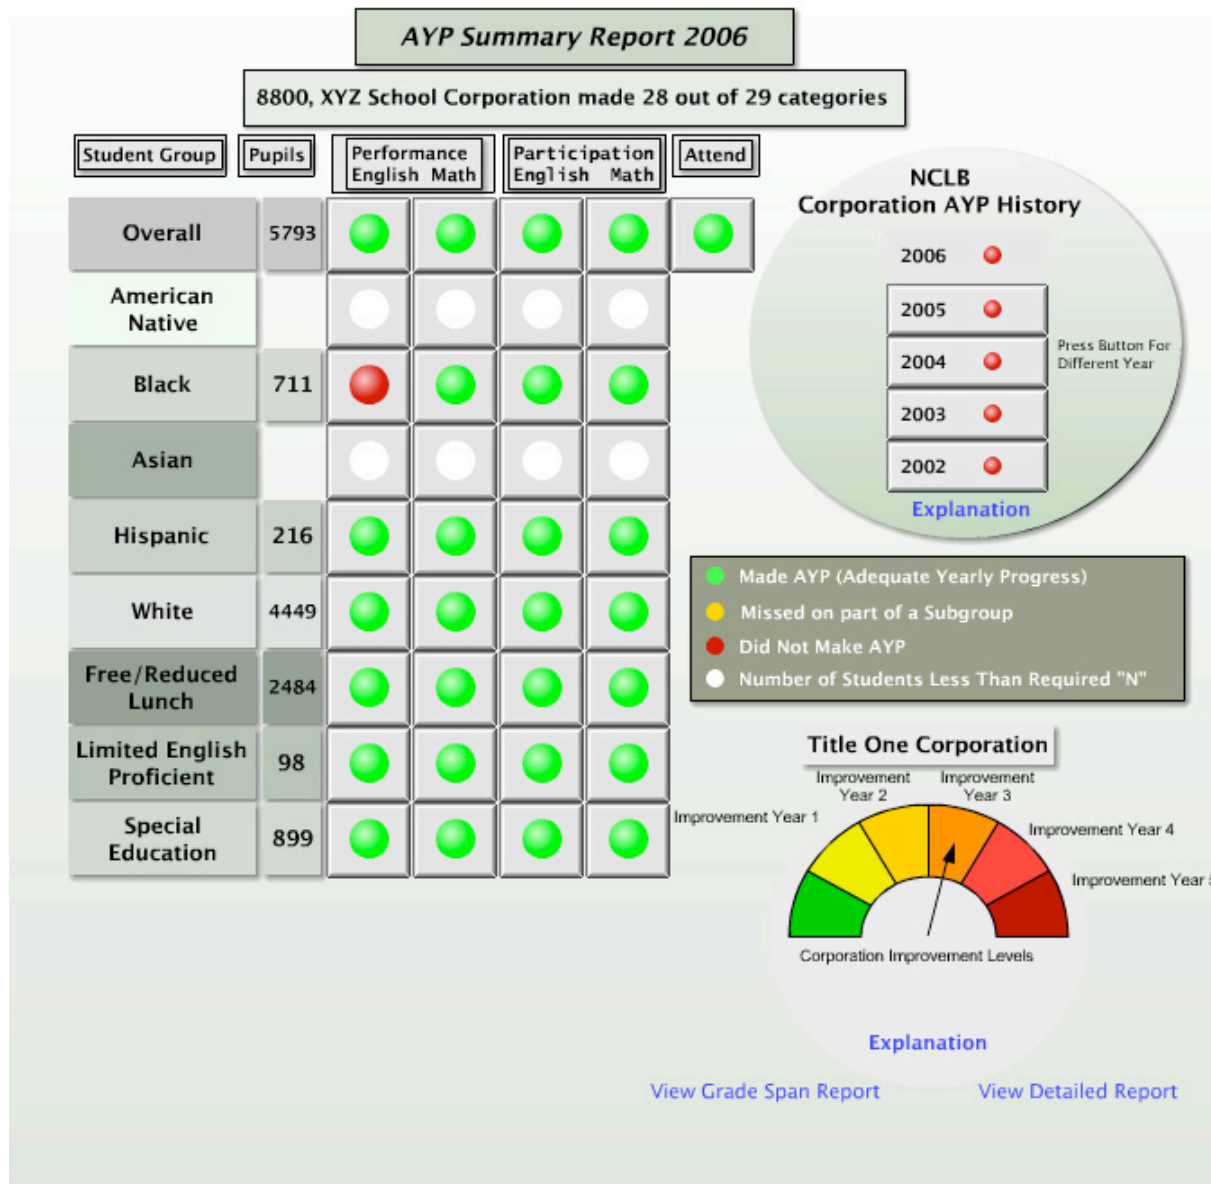 AYP Summary Report 2006
8800, XYZ School Corporation made 28 out of 29 categories
Student Group
Pupils
Performance
English Math
Participation
English Math
Attend
Overall 5793
American
Native
Black 711
Asian
Hispanic 216
White 4449
Free/Reduced
Lunch
2484
Limited English
Proficient
98
Special
Education
899
NCLB
Corporation AYP History
2006
2005
2004
2003
2002
Press Button For
Different Year
Explanation
Made AYP (Adequate Yearly Progress)
Missed on part of a Subgroup
Did Not Make AYP
Number of Students Less Than Required "N"
Title One Corporation
Improvement Year 1
Improvement
Year 2
Improvement
Year 3
Improvement Year 4
Improvement Year
Corporation Improvement Levels
Explanation
View Grade Span Report
View Detailed Report